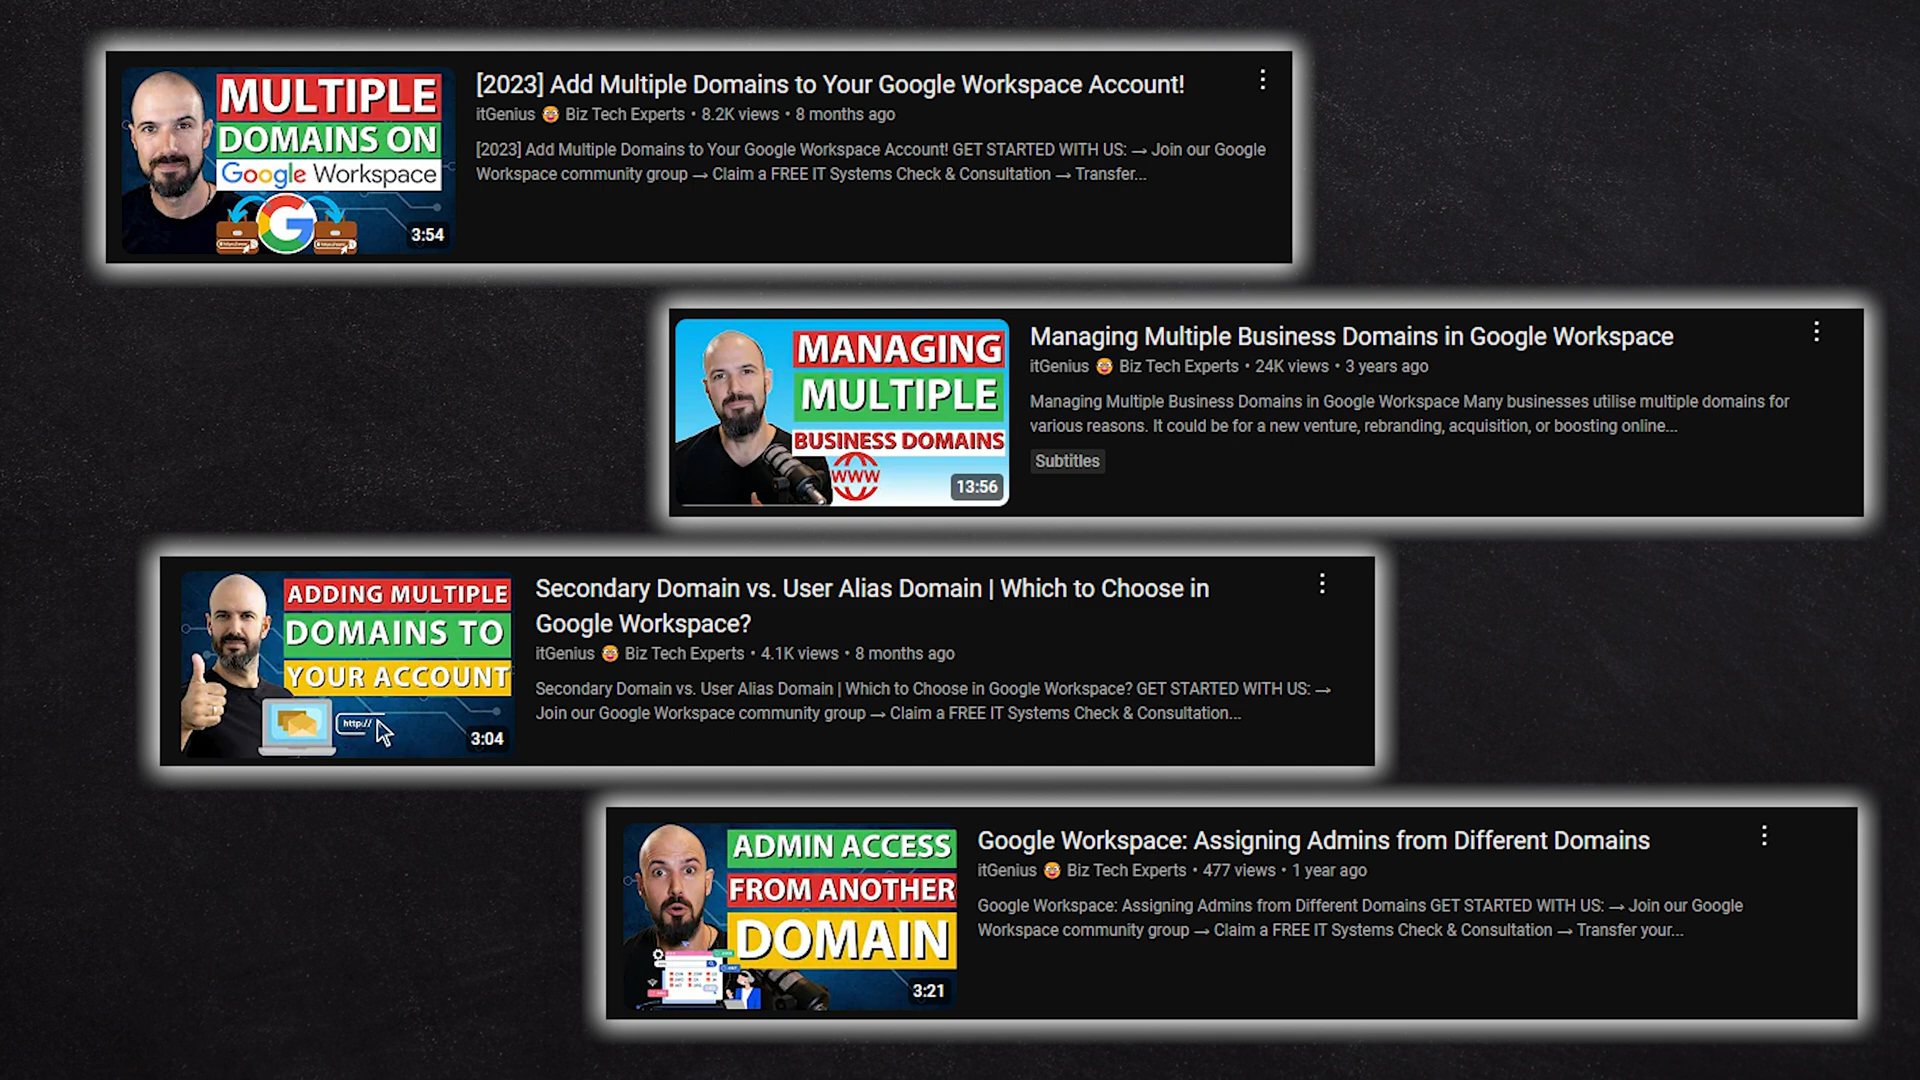 MULTIPLE
DOMAINS ON
Google Workspace
3:54
[2023] Add Multiple Domains to Your Google Workspace Account!
itGenius 🤓 Biz Tech Experts • 8.2K views • 8 months ago
[2023] Add Multiple Domains to Your Google Workspace Account! GET STARTED WITH US: → Join our Google
Workspace community group → Claim a FREE IT Systems Check & Consultation → Transfer...
MANAGING
MULTIPLE
BUSINESS DOMAINS
WWW
13:56
Managing Multiple Business Domains in Google Workspace
itGenius 🤓 Biz Tech Experts • 24K views • 3 years ago
Managing Multiple Business Domains in Google Workspace Many businesses utilise multiple domains for
various reasons. It could be for a new venture, rebranding, acquisition, or boosting online...
Subtitles
ADDING MULTIPLE
DOMAINS TO
YOUR ACCOUNT
http://
3:04
Secondary Domain vs. User Alias Domain | Which to Choose in
Google Workspace?
itGenius 🤓 Biz Tech Experts • 4.1K views • 8 months ago
Secondary Domain vs. User Alias Domain | Which to Choose in Google Workspace? GET STARTED WITH US: →
Join our Google Workspace community group → Claim a FREE IT Systems Check & Consultation...
ADMIN ACCESS
FROM ANOTHER
DOMAIN
3:21
Google Workspace: Assigning Admins from Different Domains
itGenius 🤓 Biz Tech Experts • 477 views • 1 year ago
Google Workspace: Assigning Admins from Different Domains GET STARTED WITH US: → Join our Google
Workspace community group → Claim a FREE IT Systems Check & Consultation → Transfer your...